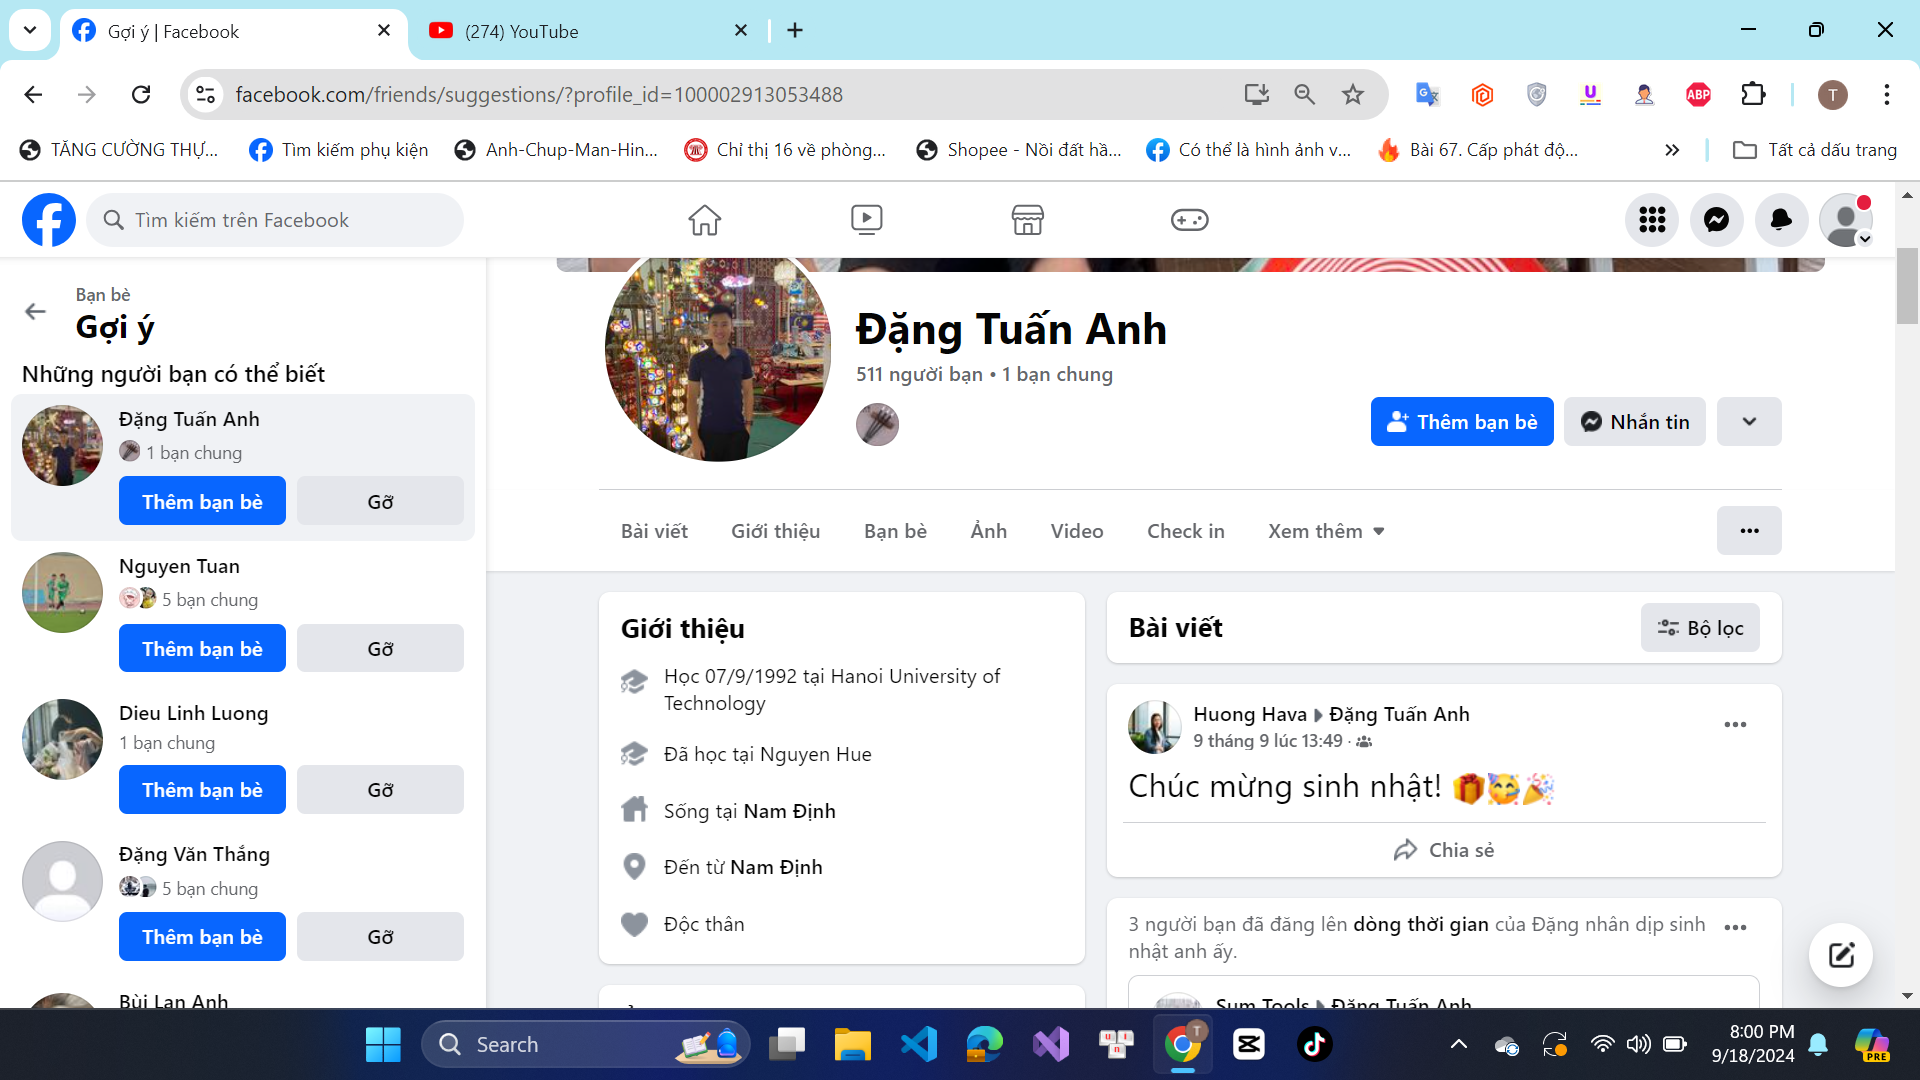 Gợi ý | Facebook
(274) YouTube
facebook.com/friends/suggestions/?profile_id=100002913053488
T
TĂNG CƯỜNG THỰ...
Tìm kiếm phụ kiện
Anh-Chup-Man-Hin...
Chỉ thị 16 về phòng...
Shopee - Nồi đất hầ...
Có thể là hình ảnh v...
Bài 67. Cấp phát độ...
Tất cả dấu trang
Tìm kiếm trên Facebook
Bạn bè
Gợi ý
Những người bạn có thể biết
Đặng Tuấn Anh
1 bạn chung
Thêm bạn bè
Gỡ
Nguyen Tuan
5 bạn chung
Thêm bạn bè
Gỡ
Dieu Linh Luong
1 bạn chung
Thêm bạn bè
Gỡ
Đặng Văn Thắng
5 bạn chung
Thêm bạn bè
Gỡ
Bùi Lan Anh
Đặng Tuấn Anh
511 người bạn • 1 bạn chung
Thêm bạn bè
Nhắn tin
Bài viết
Giới thiệu
Bạn bè
Ảnh
Video
Check in
Xem thêm
Giới thiệu
Học 07/9/1992 tại Hanoi University of
Technology
Đã học tại Nguyen Hue
Sống tại Nam Định
Đến từ Nam Định
Độc thân
Bài viết
Bộ lọc
Huong Hava Đặng Tuấn Anh
9 tháng 9 lúc 13:49 ·
Chúc mừng sinh nhật! 🎁🥳🎉
Chia sẻ
3 người bạn đã đăng lên dòng thời gian của Đặng nhân dịp sinh
nhật anh ấy.
Sum Tools Đặng Tuấn Anh
Search
8:00 PM
9/18/2024
PRE
ABP